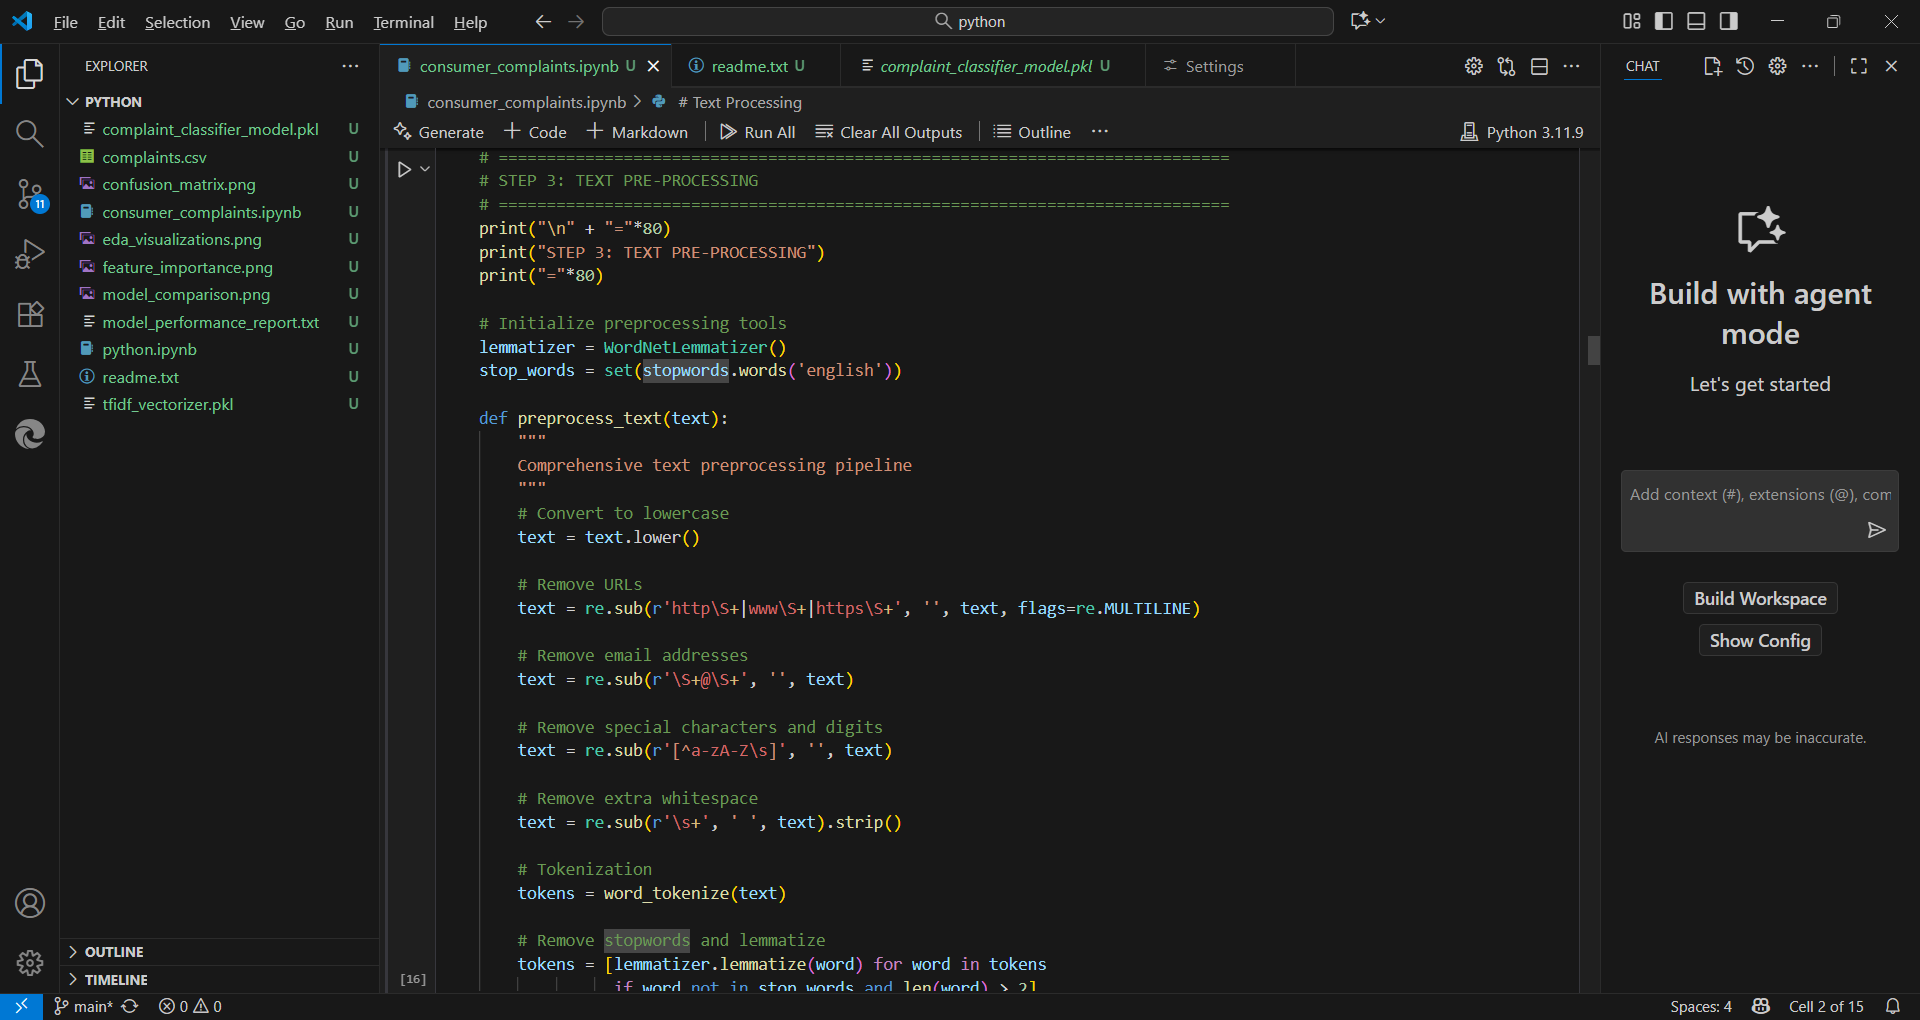 File Edit Selection View Go Run Terminal Help
python
EXPLORER
PYTHON
complaint_classifier_model.pkl U
complaints.csv U
confusion_matrix.png U
consumer_complaints.ipynb U
eda_visualizations.png U
feature_importance.png U
model_comparison.png U
model_performance_report.txt U
python.ipynb U
readme.txt U
tfidf_vectorizer.pkl U
OUTLINE
TIMELINE
11
consumer_complaints.ipynb U
readme.txt U
complaint_classifier_model.pkl U
Settings
consumer_complaints.ipynb > # Text Processing
Generate + Code + Markdown Run All Clear All Outputs Outline ... Python 3.11.9
# ============================================================================
# STEP 3: TEXT PRE-PROCESSING
# ============================================================================
print("\n" + "="*80)
print("STEP 3: TEXT PRE-PROCESSING")
print("="*80)
# Initialize preprocessing tools
lemmatizer = WordNetLemmatizer()
stop_words = set(stopwords.words('english'))
def preprocess_text(text):
"""
Comprehensive text preprocessing pipeline
"""
# Convert to lowercase
text = text.lower()
# Remove URLs
text = re.sub(r'http\S+|www\S+|https\S+', '', text, flags=re.MULTILINE)
# Remove email addresses
text = re.sub(r'\S+@\S+', '', text)
# Remove special characters and digits
text = re.sub(r'[^a-zA-Z\s]', '', text)
# Remove extra whitespace
text = re.sub(r'\s+', ' ', text).strip()
# Tokenization
tokens = word_tokenize(text)
# Remove stopwords and lemmatize
tokens = [lemmatizer.lemmatize(word) for word in tokens
if word not in stop_words and len(word) > 2]
[16]
CHAT
Build with agent
mode
Let's get started
Add context (#), extensions (@), com
Build Workspace
Show Config
AI responses may be inaccurate.
main* 0 0
Spaces: 4 Cell 2 of 15